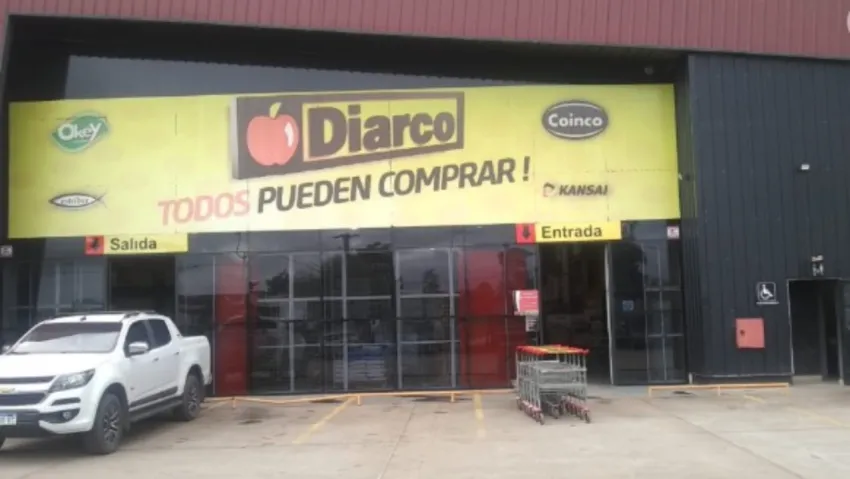 Okey
Diarco
Coinco
TODOS PUEDEN COMPRAR!
KANSAI
Salida
Entrada
M